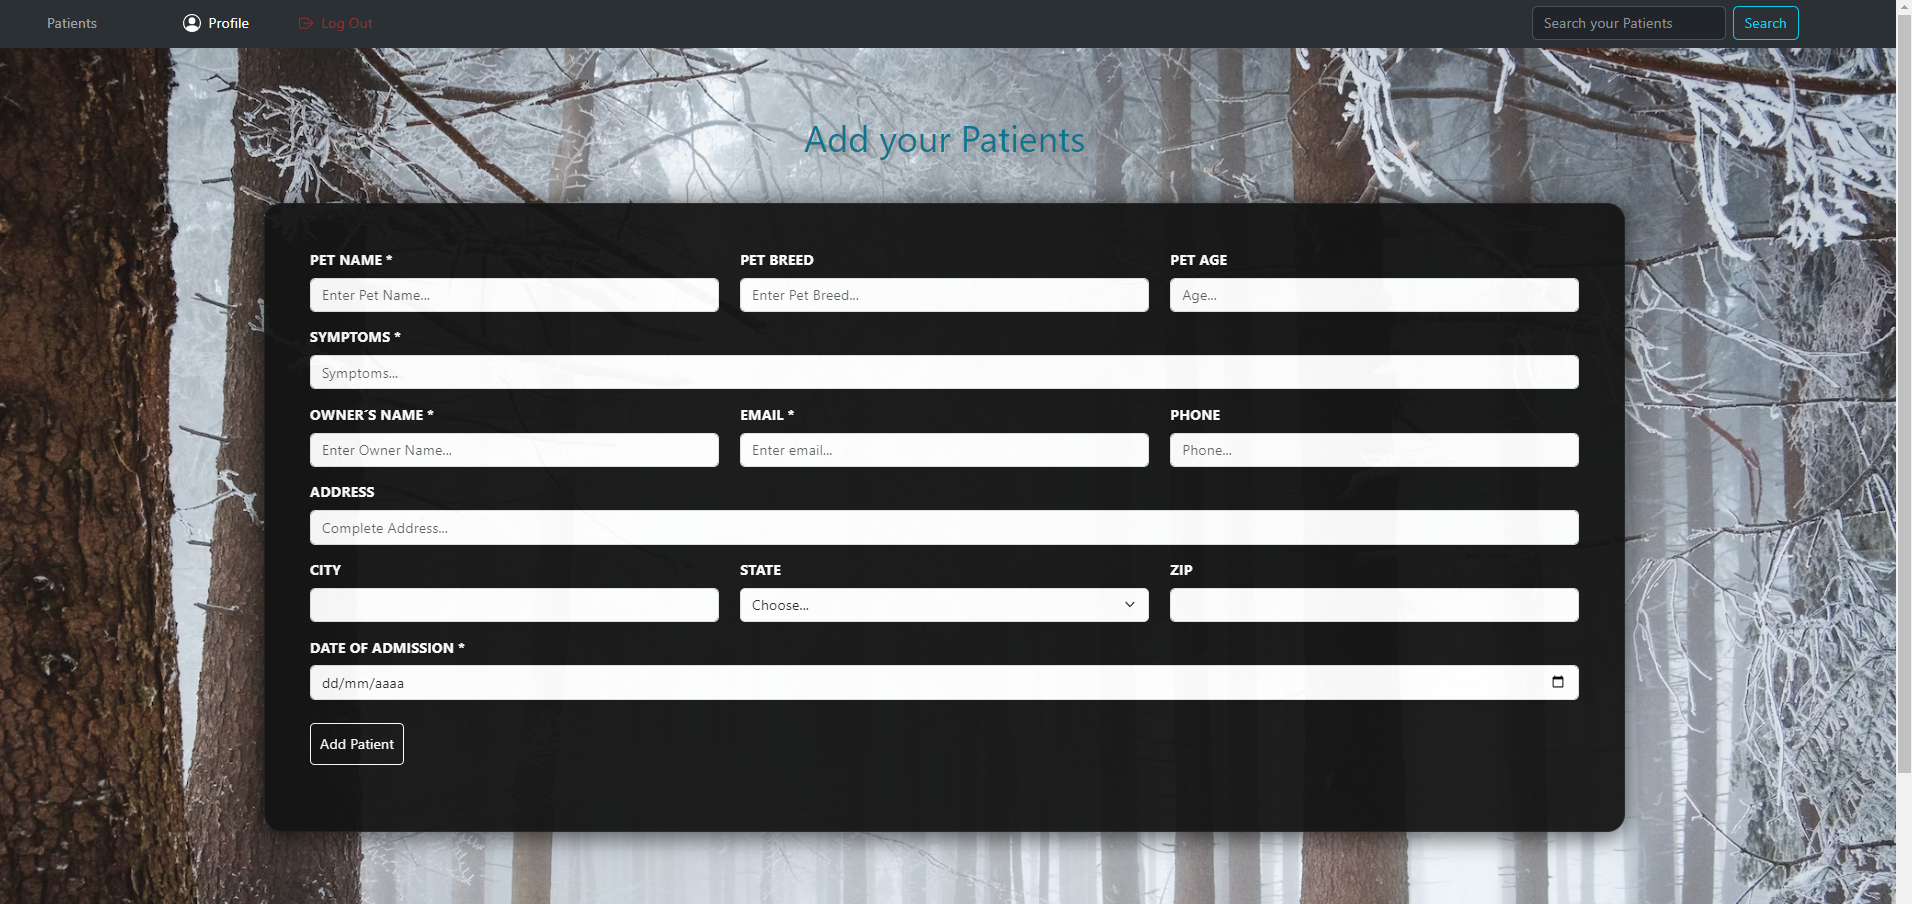 Patients Profile Log Out Search your Patients Search
Add your Patients
PET NAME * PET BREED PET AGE
Enter Pet Name... Enter Pet Breed... Age...
SYMPTOMS *
Symptoms...
OWNER´S NAME * EMAIL * PHONE
Enter Owner Name... Enter email... Phone...
ADDRESS
Complete Address...
CITY STATE ZIP
Choose...
DATE OF ADMISSION *
dd/mm/aaaa
Add Patient